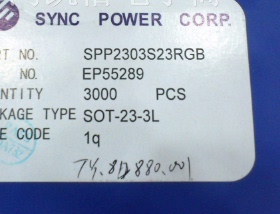 SYNC POWER CORP.
RT NO. SPP2303S23RGB
NO. EP55289
NTITY 3000 PCS
KAGE TYPE SOT-23-3L
E CODE 1q